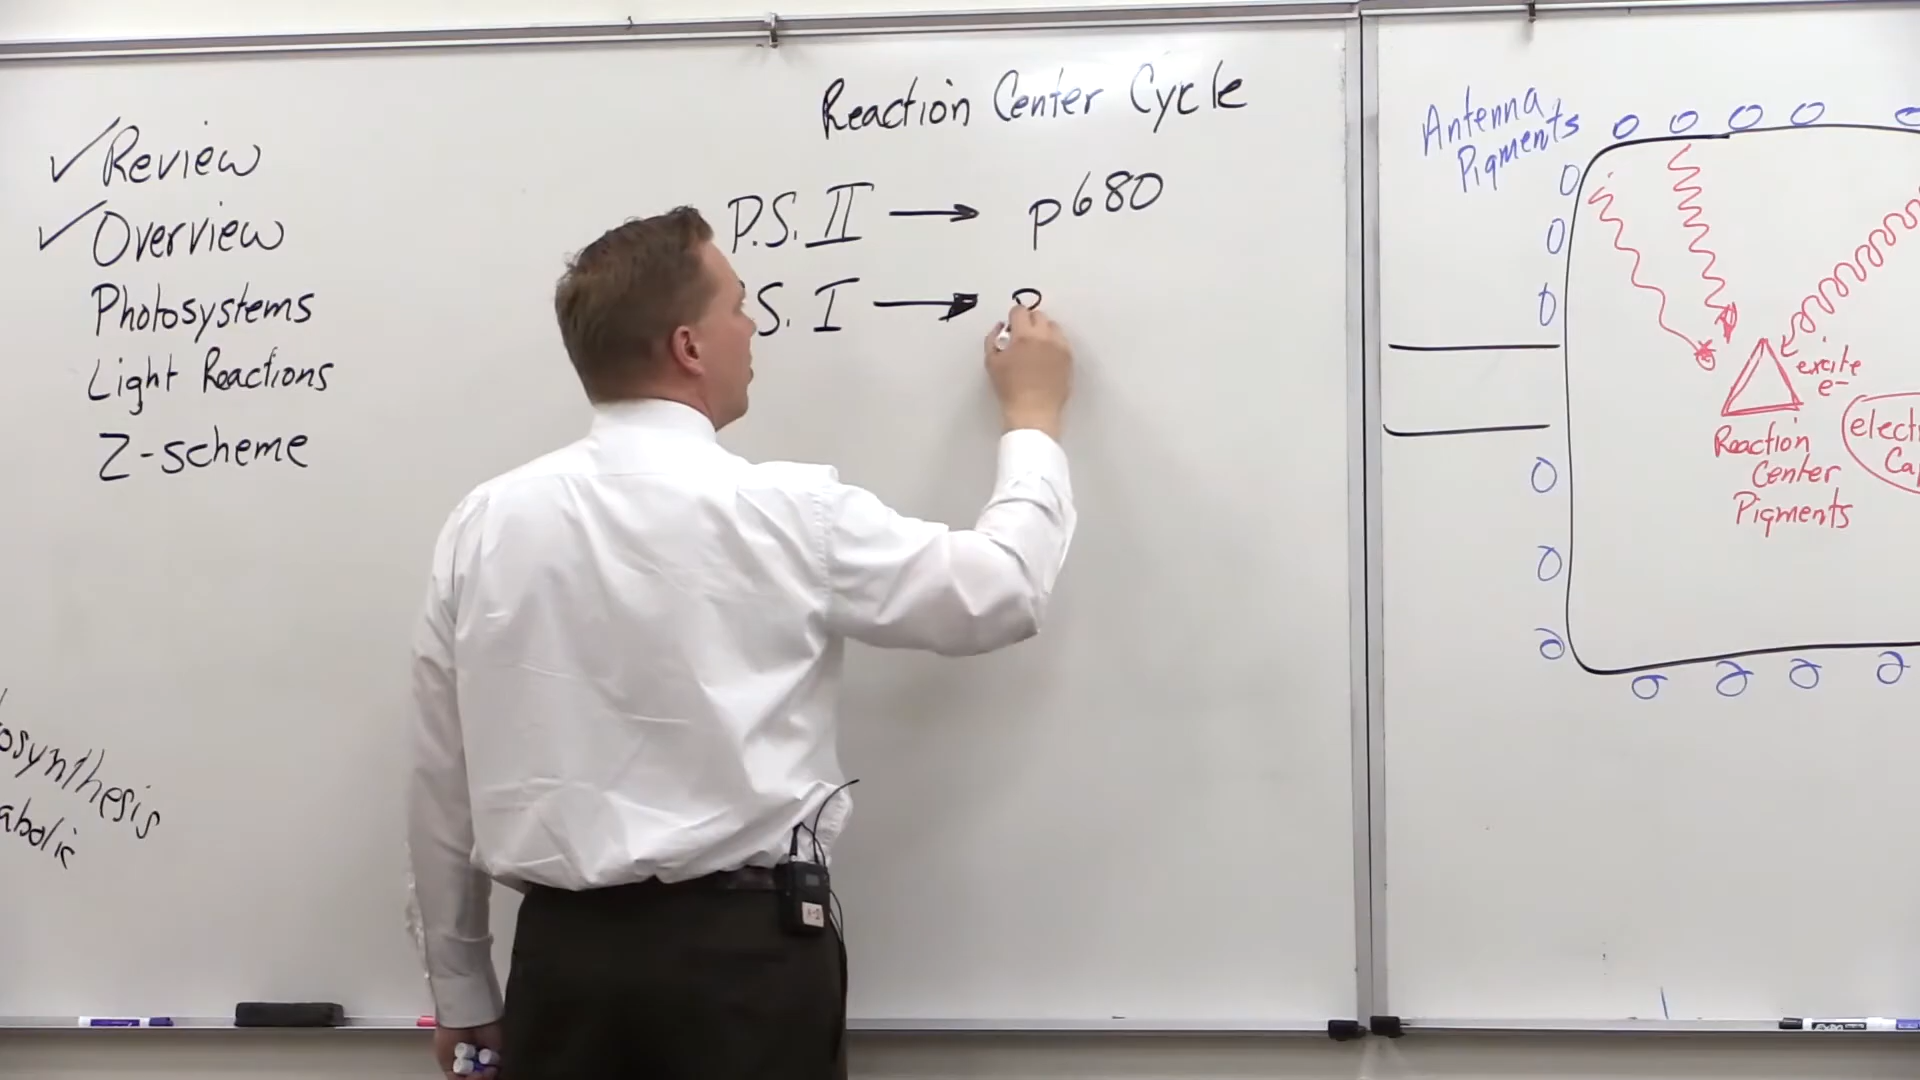 ✓Review
✓Overview
Photosystems
Light Reactions
Z-scheme
osynthesis
abolic
Reaction Center Cycle
P.S. II → p680
S. I → P
Antenna
Pigments
excite
e-
Reaction
Center
Pigments
elect
Ca